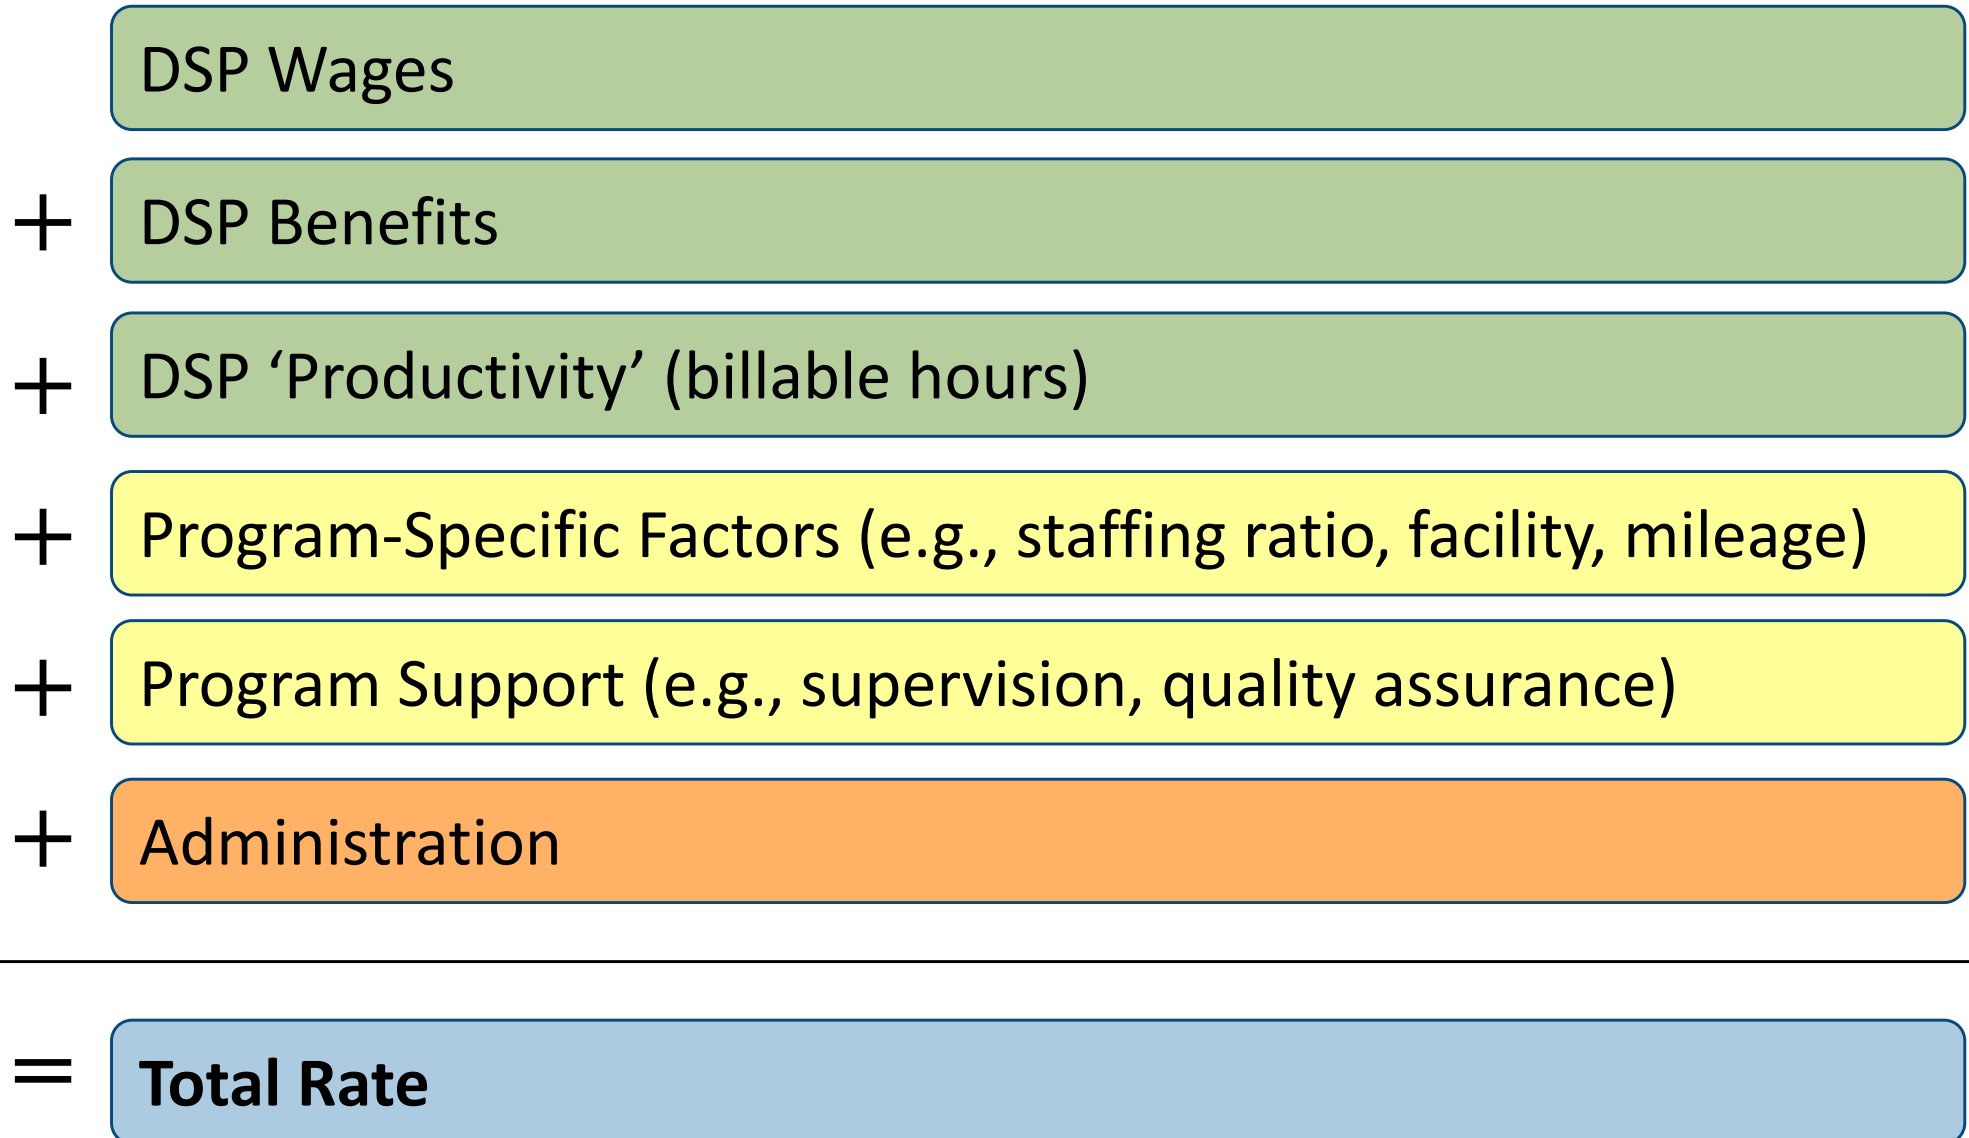 DSP Wages
+ DSP Benefits
+ DSP ‘Productivity’ (billable hours)
+ Program-Specific Factors (e.g., staffing ratio, facility, mileage)
+ Program Support (e.g., supervision, quality assurance)
+ Administration
= Total Rate